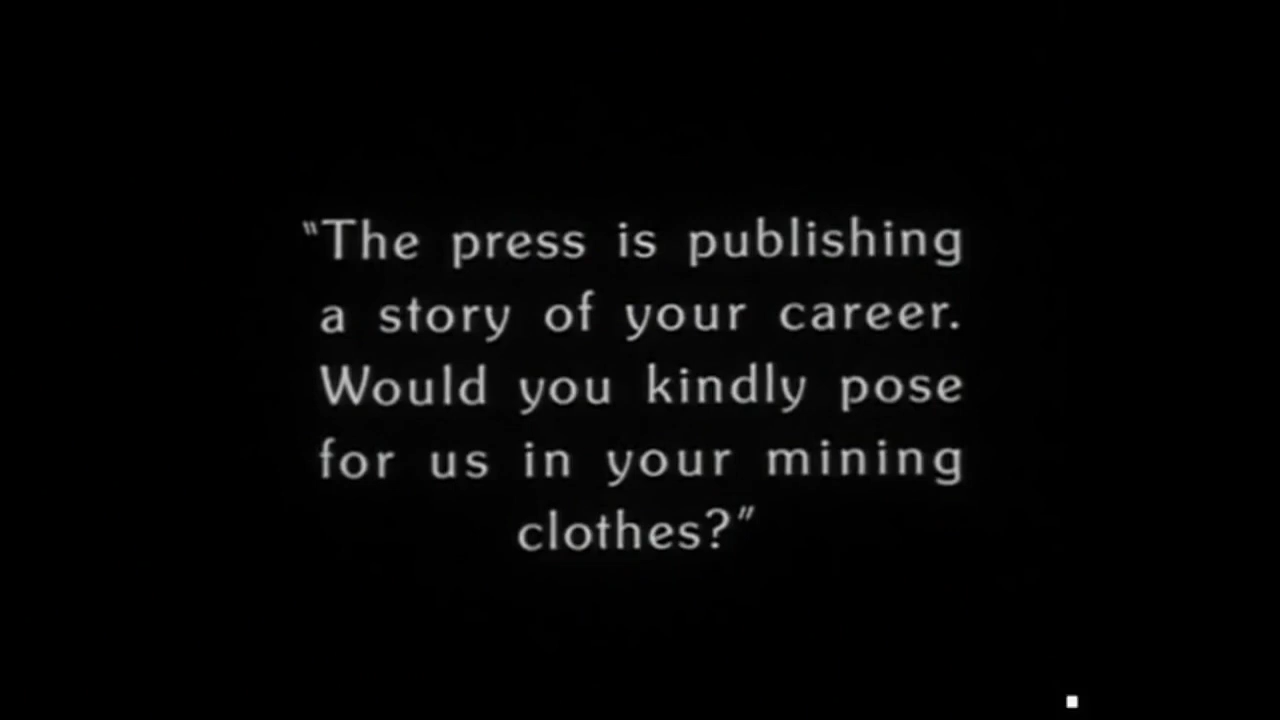 "The press is publishing
a story of your career.
Would you kindly pose
for us in your mining
clothes?"